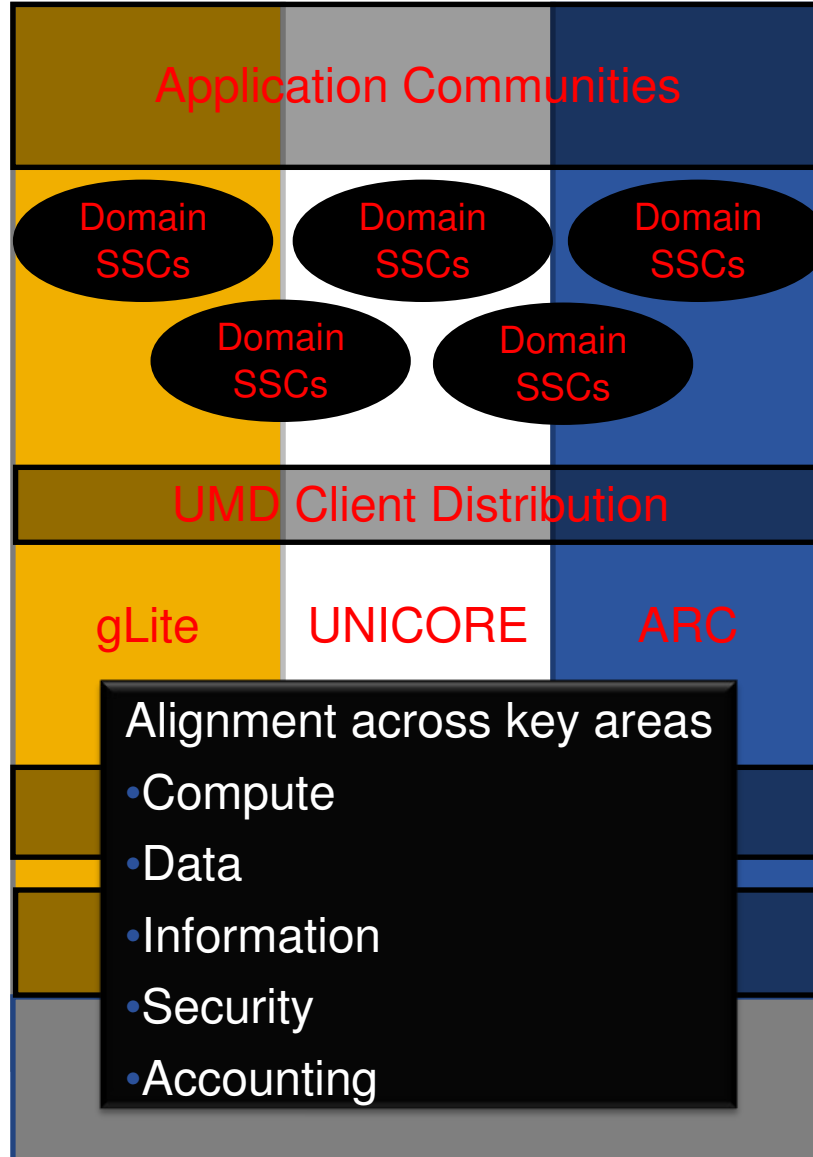 Application Communities
Domain
SSCs
Domain
SSCs
Domain
SSCs
Domain
SSCs
Domain
SSCs
UMD Client Distribution
gLite
UNICORE
ARC
Alignment across key areas
•Compute
•Data
•Information
•Security
•Accounting